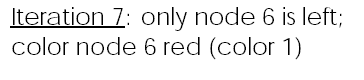 Iteration 7: only node 6 is left;
color node 6 red (color 1)